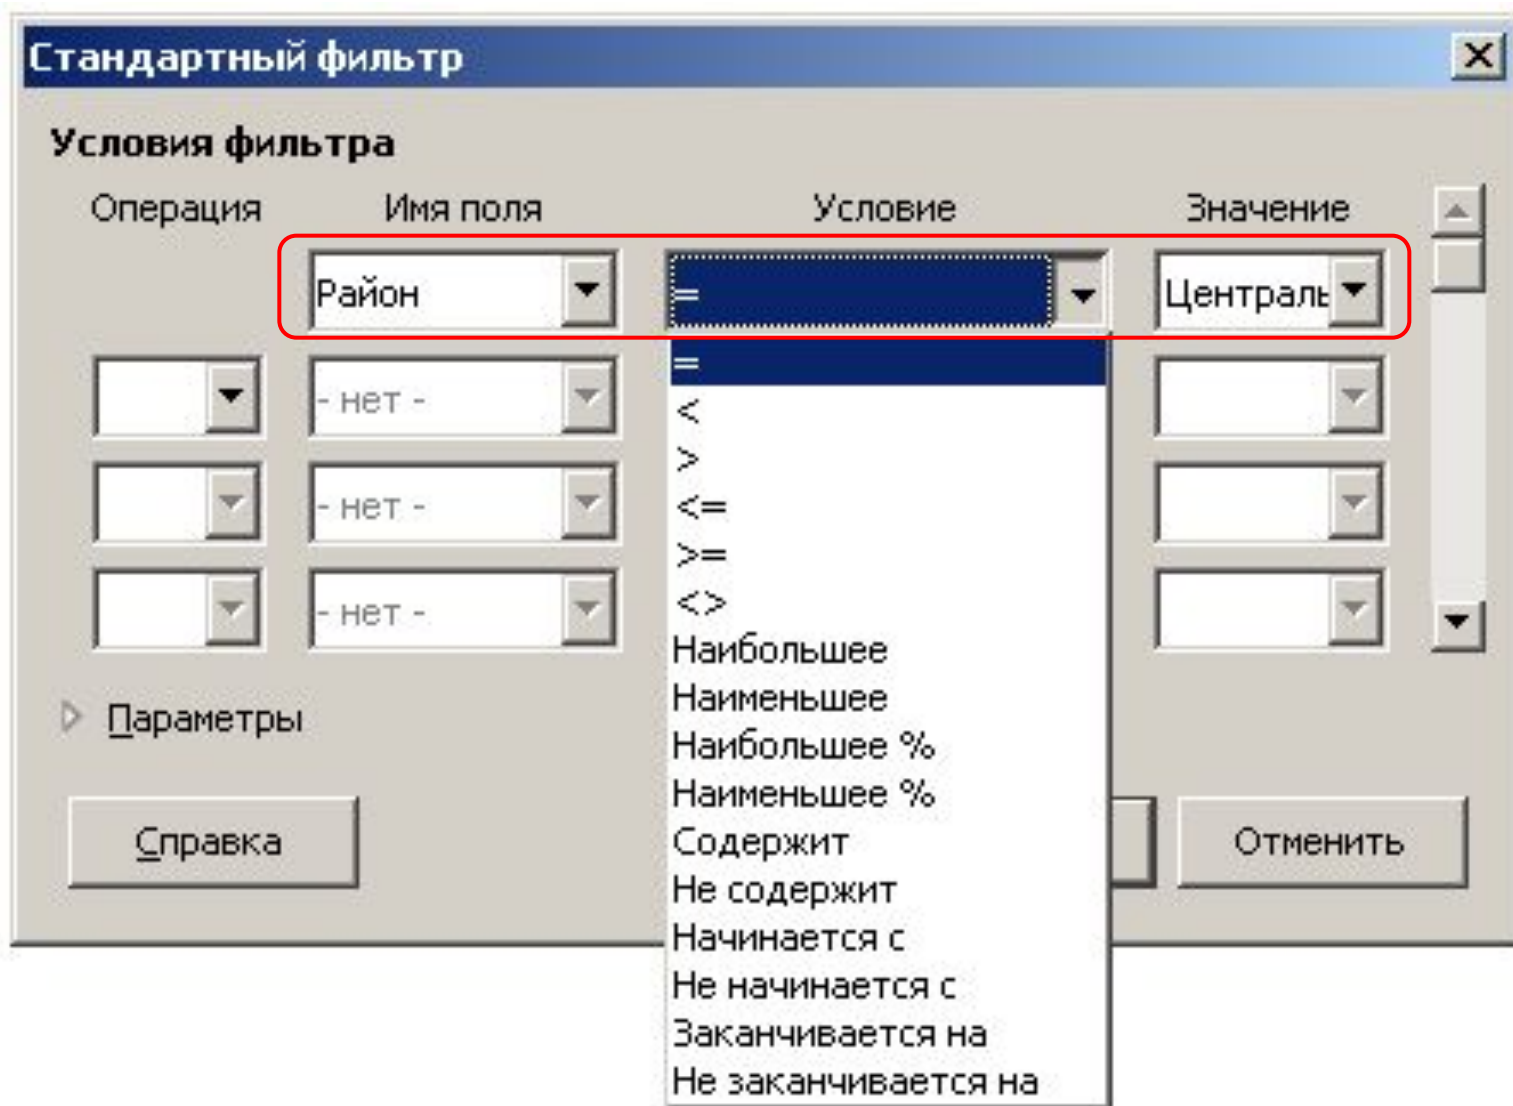 Стандартный фильтр
Условия фильтра
Операция Имя поля Условие Значение
Район = Централь
=
- нет -
<
>
- нет -
<=
>=
- нет -
<>
Наибольшее
Наименьшее
Параметры
Наибольшее %
Наименьшее %
Справка
Содержит
Отменить
Не содержит
Начинается с
Не начинается с
Заканчивается на
Не заканчивается на